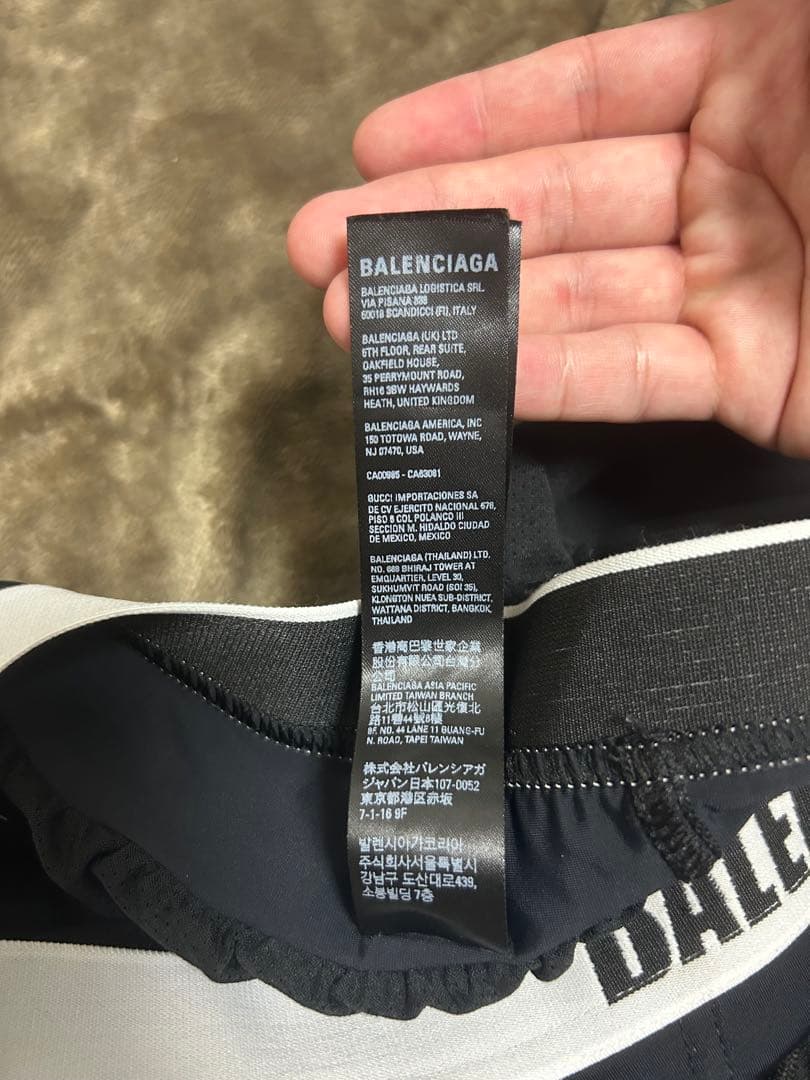 BALENCIAGA
BALENCIAGA LOGISTICA SRL
VIA PISANA
50018 SCANDICCI (FI), ITALY
BALENCIAGA (UK) LTD
5TH FLOOR, REAR SUITE,
OAKFIELD HOUSE,
35 PERRYMOUNT ROAD,
RH16 3BW HAYWARDS
HEATH, UNITED KINGDOM
BALENCIAGA AMERICA, INC
150 TOTOWA ROAD, WAYNE,
NJ 07470, USA
CA00985 - CA63081
GUCCI IMPORTACIONES SA
DE CV EJERCITO NACIONAL 676,
PISO 6 COL POLANCO III
SECCION M. HIDALDO CIUDAD
DE MEXICO, MEXICO
BALENCIAGA (THAILAND) LTD.
NO. 689 BHIRAJ TOWER AT
EMQUARTIER, LEVEL 30,
SUKHUMVIT ROAD (SOI 35),
KLONGTON NUEA SUB-DISTRICT,
WATTANA DISTRICT, BANGKOK,
THAILAND
香港商巴黎世家企業
股份有限公司台灣分
公司
BALENCIAGA ASIA PACIFIC
LIMITED TAIWAN BRANCH
台北市松山區光復北
路11巷44號8樓
8F. NO. 44 LANE 11 GUANG-FU
N. ROAD, TAPEI TAIWAN
株式会社バレンシアガ
ジャパン日本107-0052
東京都港区赤坂
7-1-16 9F
발렌시아가코리아
주식회사서울특별시
강남구 도산대로439,
소봉빌딩 7층
BALE